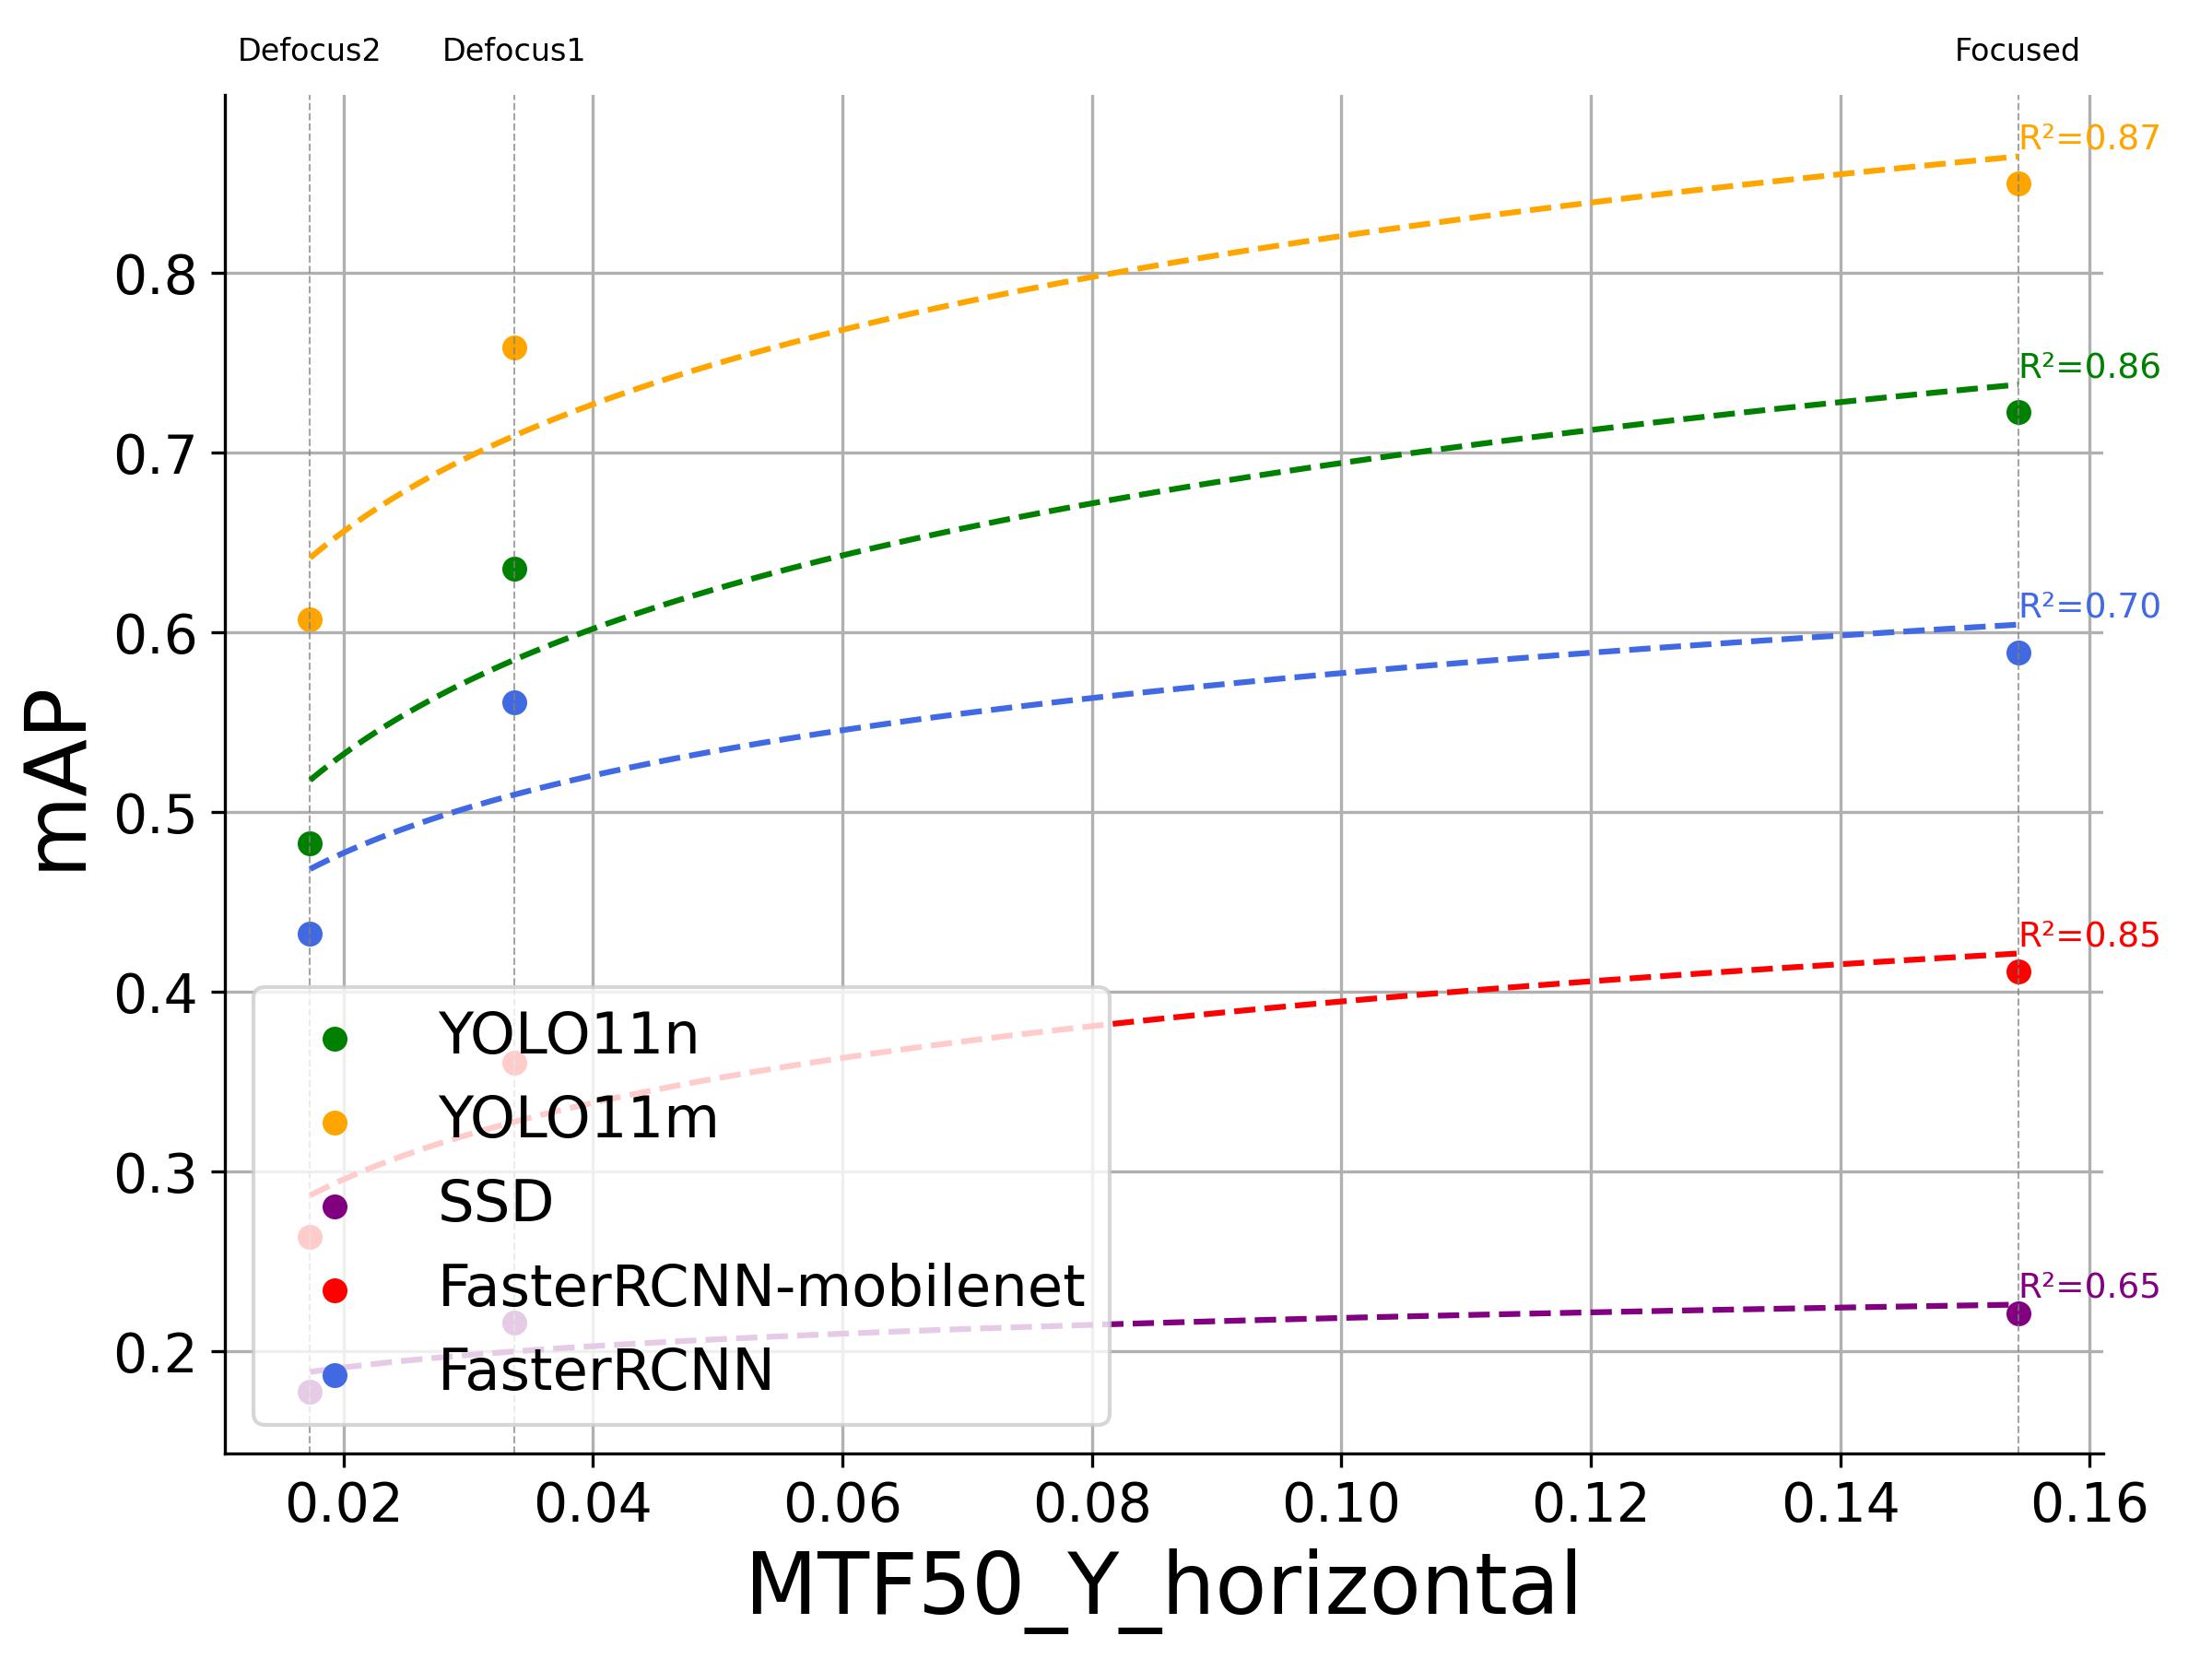 Defocus2 Defocus1 Focused
R²=0.87
0.8
R²=0.86
0.7
R²=0.70
0.6
0.5
R²=0.85
0.4
0.3
R²=0.65
0.2
mAP
YOLO11n
YOLO11m
SSD
FasterRCNN-mobilenet
FasterRCNN
0.02 0.04 0.06 0.08 0.10 0.12 0.14 0.16
MTF50_Y_horizontal